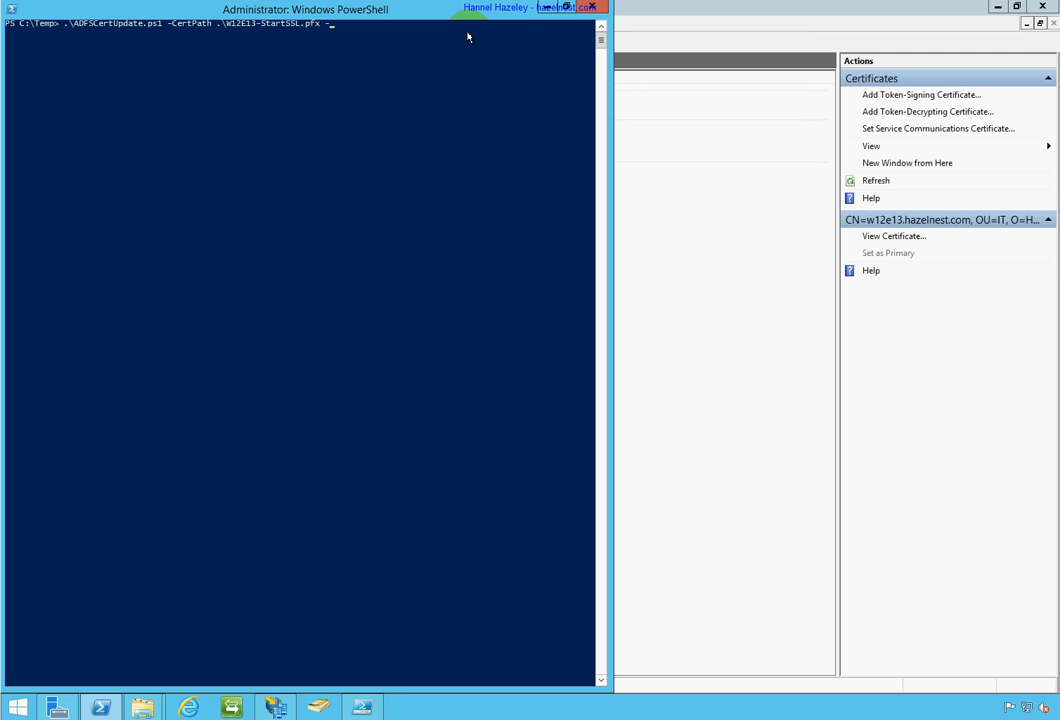 Administrator: Windows PowerShell
Hannel Hazeley - hazelnest.com
PS C:\Temp> .\ADFSCertUpdate.ps1 -CertPath .\W12E13-StartSSL.pfx -_
Actions
Certificates
Add Token-Signing Certificate...
Add Token-Decrypting Certificate...
Set Service Communications Certificate...
View
New Window from Here
Refresh
Help
CN=w12e13.hazelnest.com, OU=IT, O=H...
View Certificate...
Set as Primary
Help